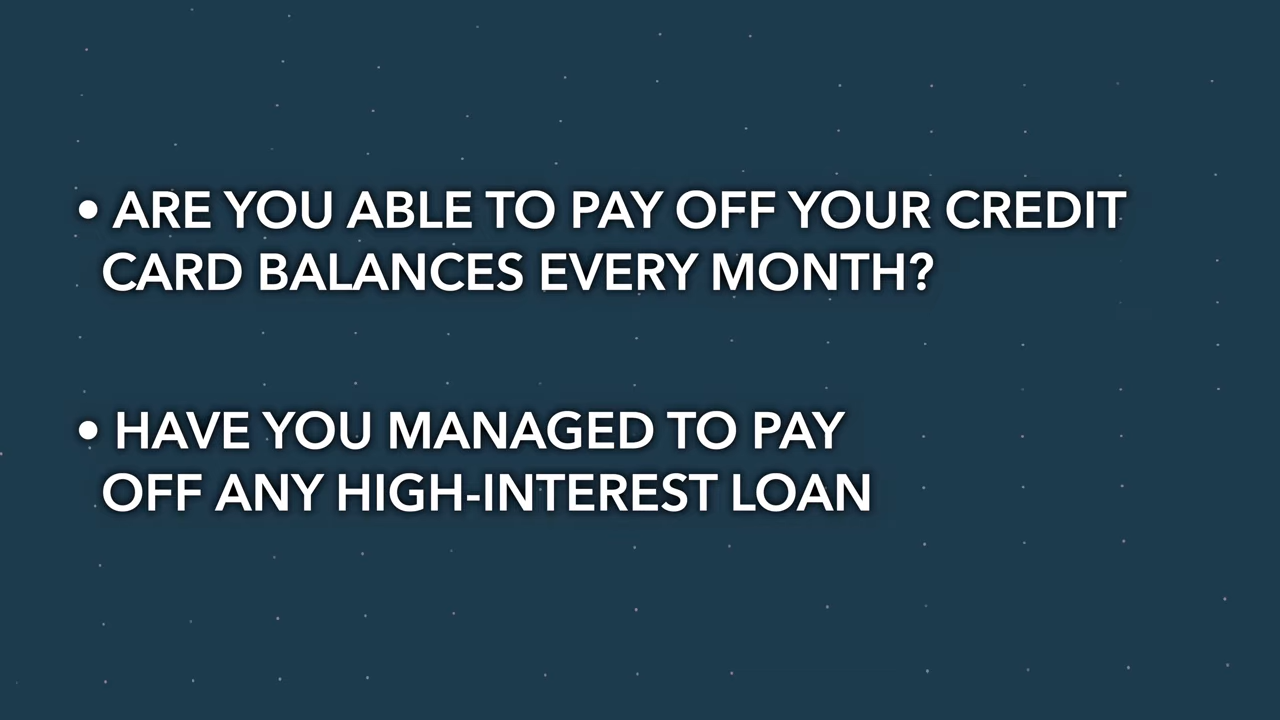 • ARE YOU ABLE TO PAY OFF YOUR CREDIT
CARD BALANCES EVERY MONTH?
• HAVE YOU MANAGED TO PAY
OFF ANY HIGH-INTEREST LOAN